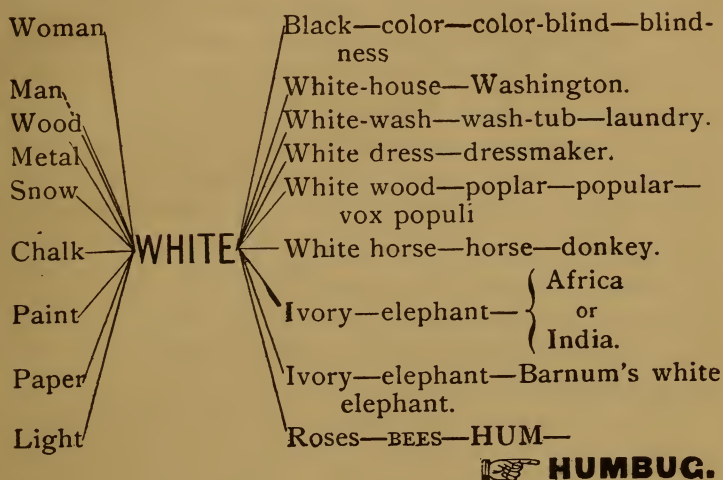 Woman
Man
Wood
Metal
Snow
Chalk
Paint
Paper
Light
WHITE
Black—color—color-blind—blind-
ness
White-house—Washington.
White-wash—wash-tub—laundry.
White dress—dressmaker.
White wood—poplar—popular—
vox populi
White horse—horse—donkey.
Ivory—elephant—
Africa
or
India.
Ivory—elephant—Barnum's white
elephant.
Roses—BEES—HUM—
☞ HUMBUG.